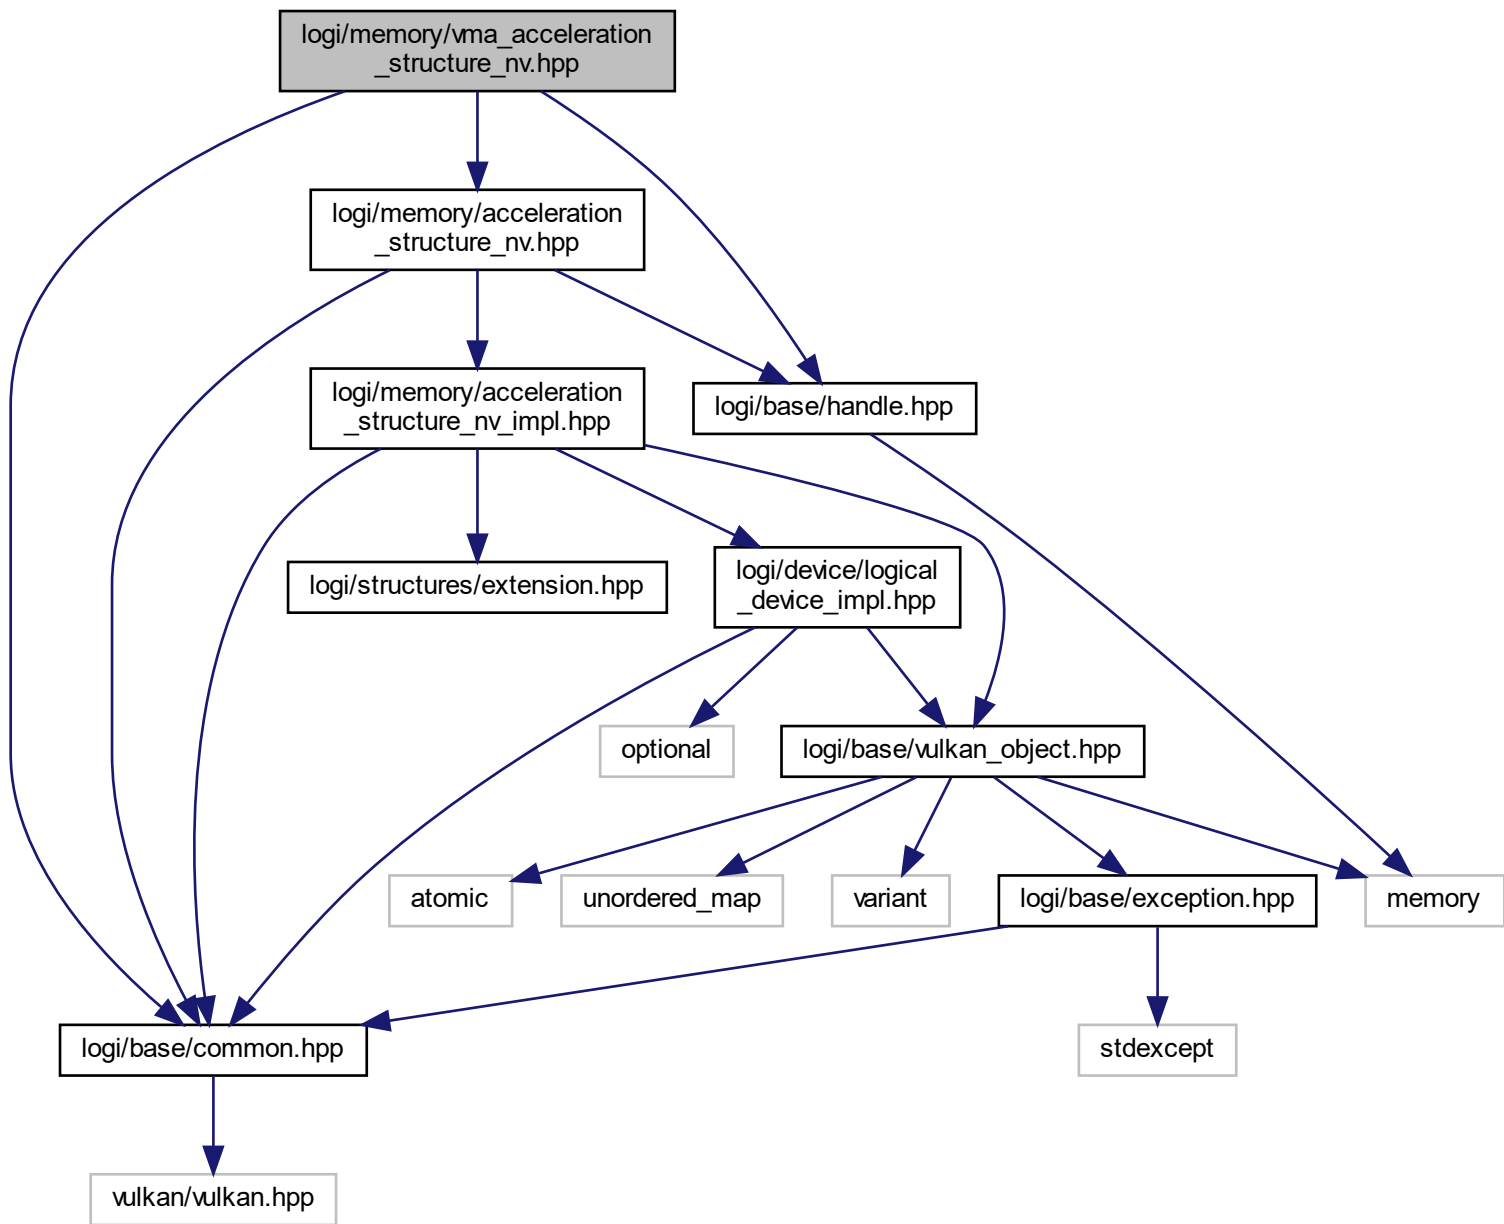 logi/memory/vma_acceleration
_structure_nv.hpp
logi/memory/acceleration
_structure_nv.hpp
logi/memory/acceleration
_structure_nv_impl.hpp
logi/base/handle.hpp
logi/structures/extension.hpp
logi/device/logical
_device_impl.hpp
optional
logi/base/vulkan_object.hpp
atomic
unordered_map
variant
logi/base/exception.hpp
memory
logi/base/common.hpp
stdexcept
vulkan/vulkan.hpp